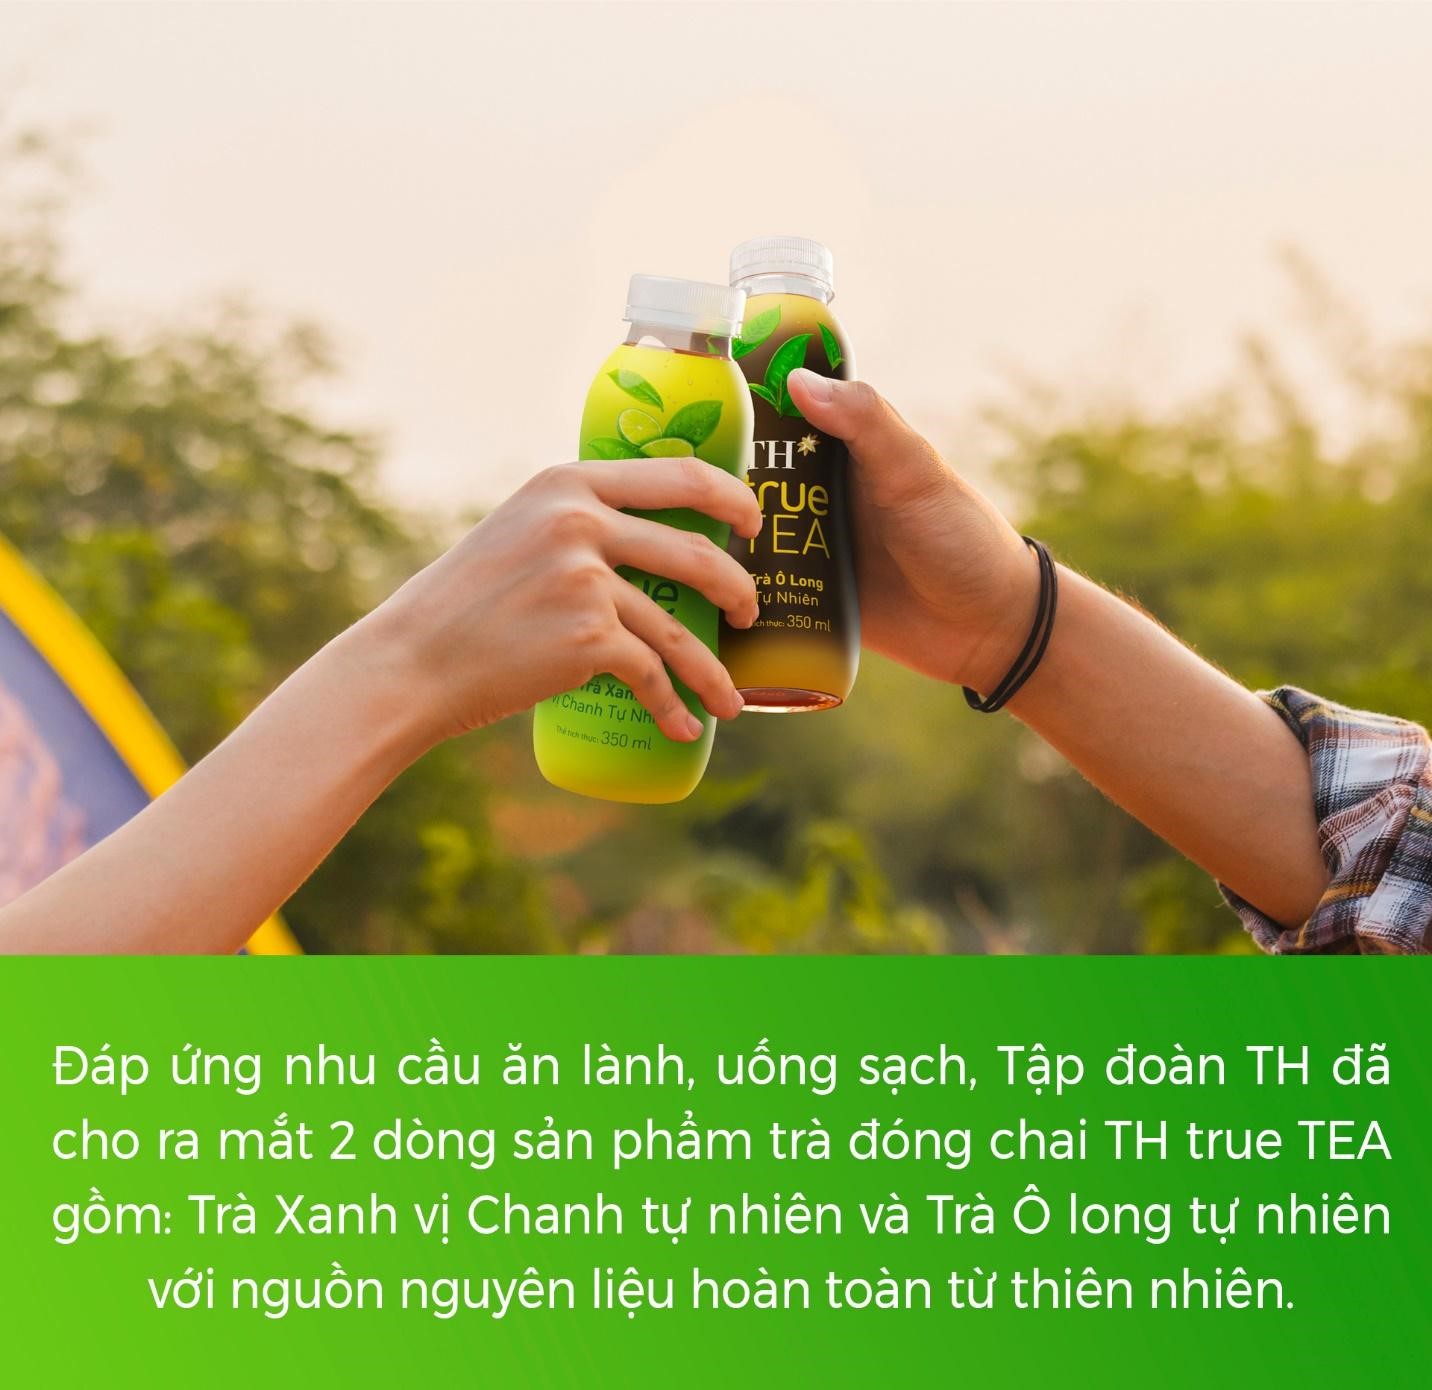 TH
true
TEA
Trà Ô Long
Tự Nhiên
350 ml
Chanh Tự
Thể tích thực: 350 ml
Đáp ứng nhu cầu ăn lành, uống sạch, Tập đoàn TH đã
cho ra mắt 2 dòng sản phẩm trà đóng chai TH true TEA
gồm: Trà Xanh vị Chanh tự nhiên và Trà Ô long tự nhiên
với nguồn nguyên liệu hoàn toàn từ thiên nhiên.